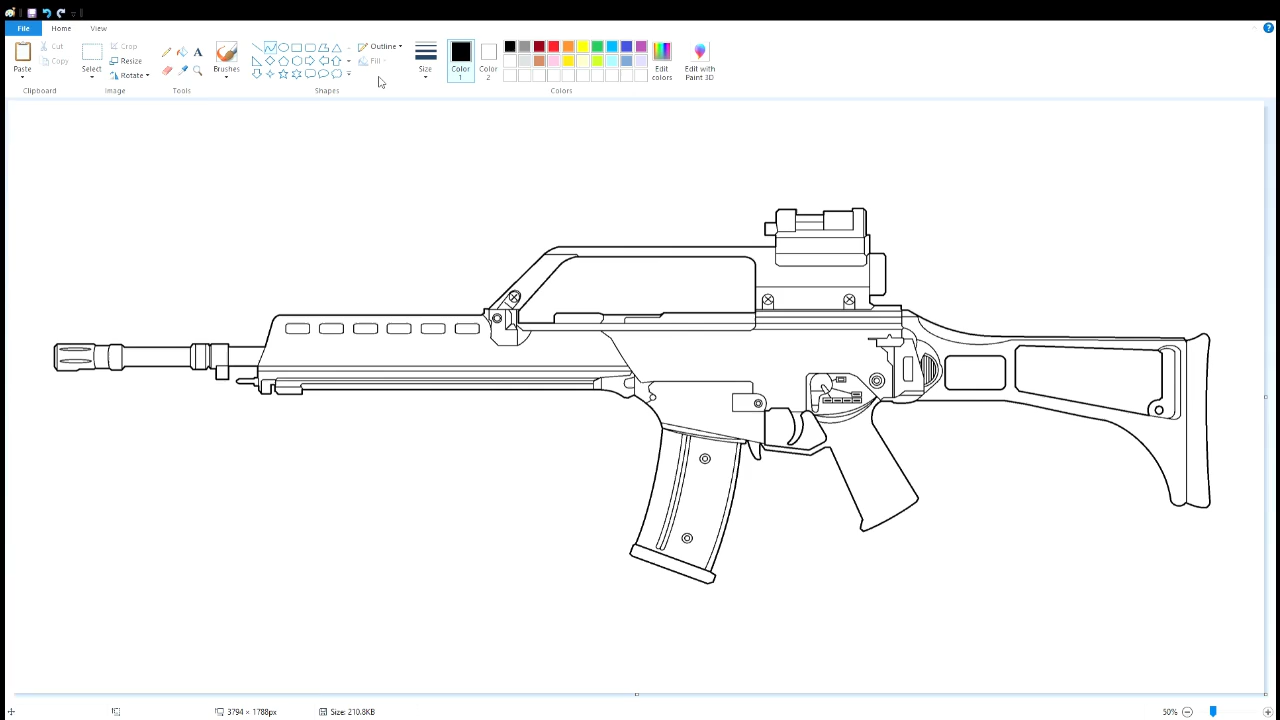 File Home View
Cut
Copy
Paste
Clipboard
Crop
Resize
Rotate
Select
Image
Tools
Brushes
Shapes
Outline
Fill
Size
Color
1
Color
2
Edit
colors
Colors
Edit with
Paint 3D
3794 × 1788px Size: 210.8KB 50%